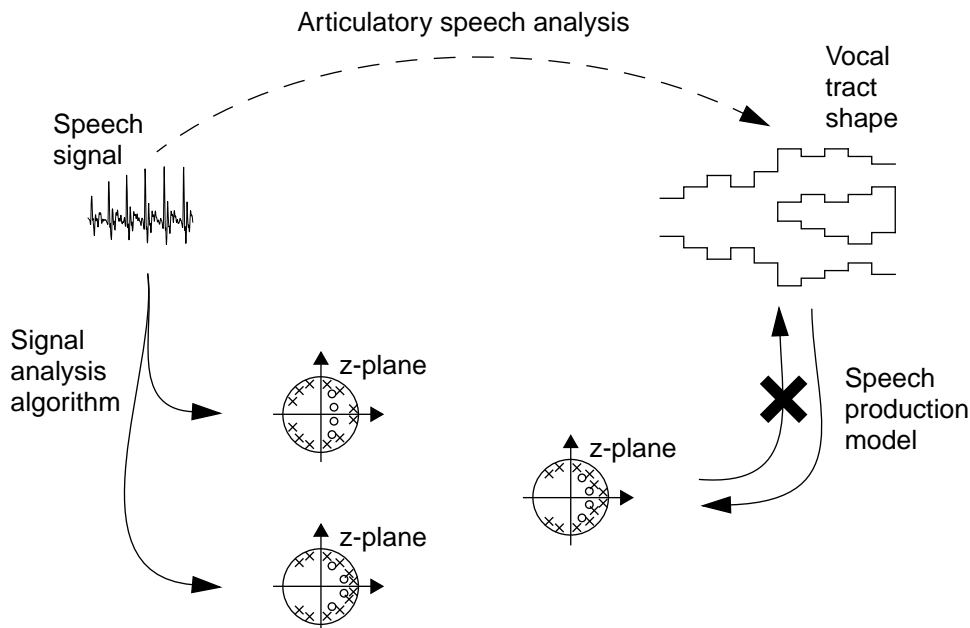 Articulatory speech analysis
Vocal
tract
shape
Speech
signal
Signal
analysis
algorithm
z-plane
z-plane
z-plane
Speech
production
model